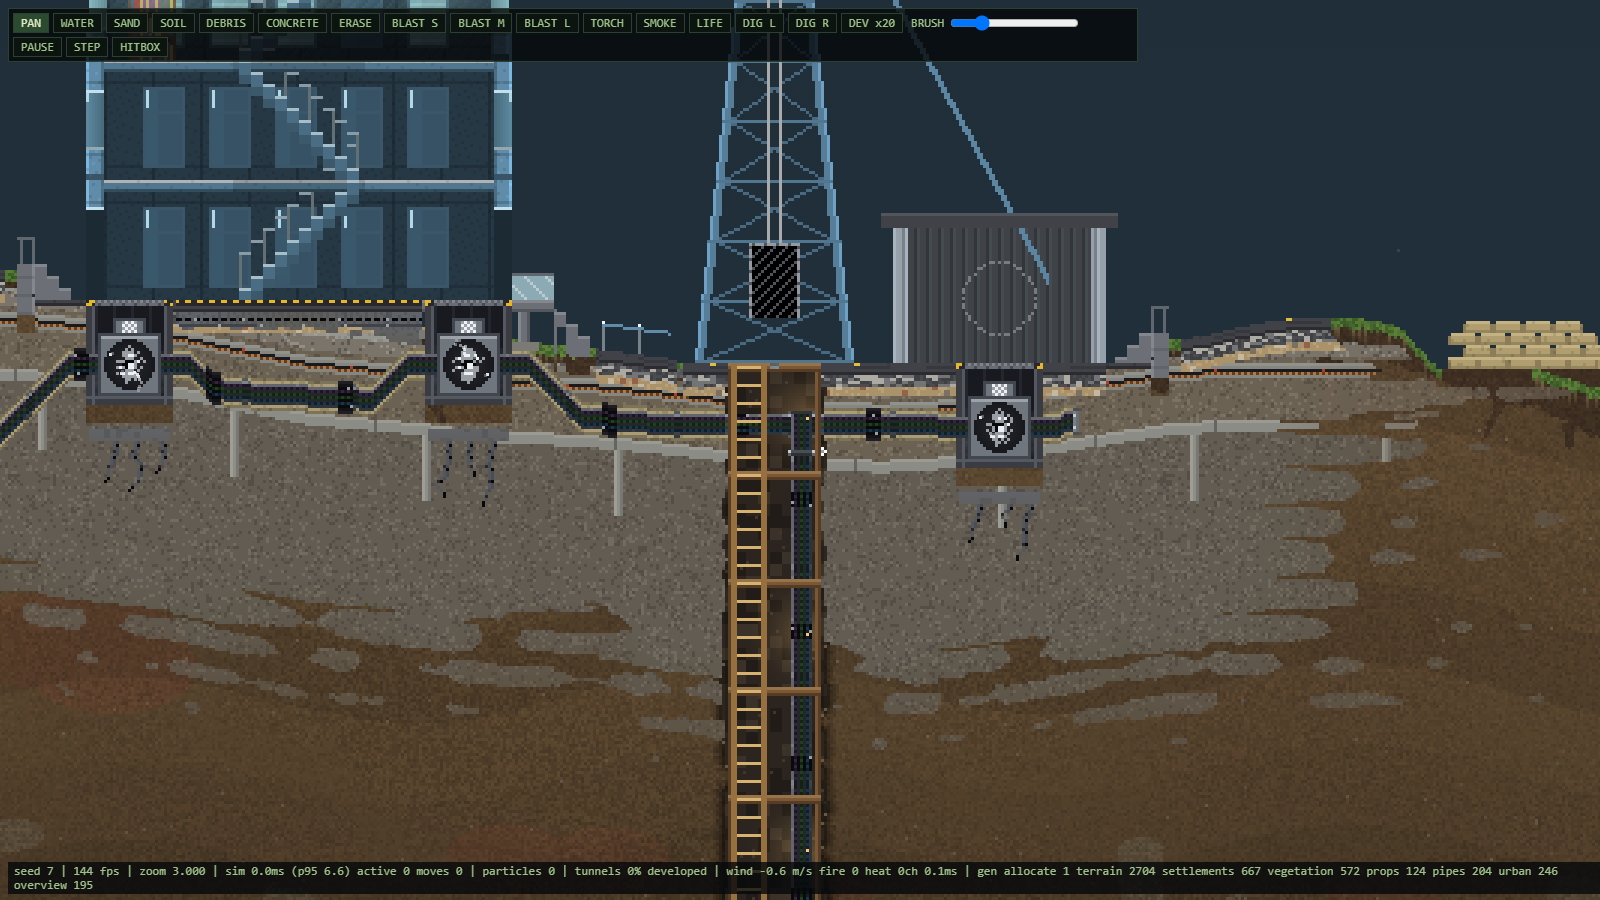 PAN WATER SAND SOIL DEBRIS CONCRETE ERASE BLAST S BLAST M BLAST L TORCH SMOKE LIFE DIG L DIG R DEV x20 BRUSH
PAUSE STEP HITBOX
seed 7 | 144 fps | zoom 3.000 | sim 0.0ms (p95 6.6) active 0 moves 0 | particles 0 | tunnels 0% developed | wind -0.6 m/s fire 0 heat 0ch 0.1ms | gen allocate 1 terrain 2704 settlements 667 vegetation 572 props 124 pipes 204 urban 246
overview 195